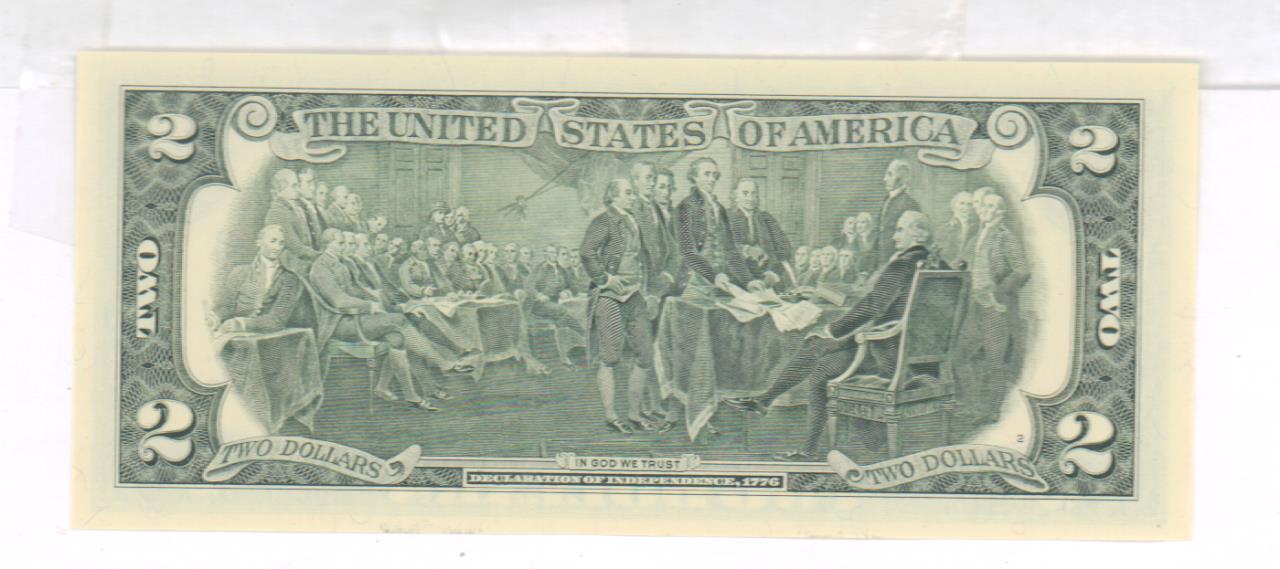 THE UNITED STATES OF AMERICA
2
2
TWO
TWO
2
2
TWO DOLLARS
IN GOD WE TRUST
DECLARATION OF INDEPENDENCE, 1776
TWO DOLLARS
2